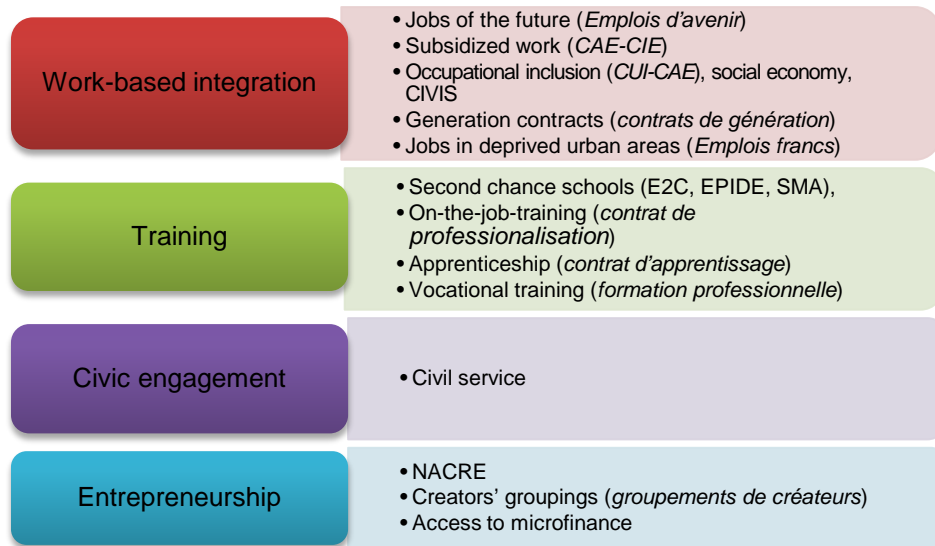 Work-based integration
• Jobs of the future (Emplois d’avenir)
• Subsidized work (CAE-CIE)
• Occupational inclusion (CUI-CAE), social economy,
CIVIS
• Generation contracts (contrats de génération)
• Jobs in deprived urban areas (Emplois francs)
Training
• Second chance schools (E2C, EPIDE, SMA),
• On-the-job-training (contrat de
professionalisation)
• Apprenticeship (contrat d’apprentissage)
• Vocational training (formation professionnelle)
Civic engagement
• Civil service
Entrepreneurship
• NACRE
• Creators’ groupings (groupements de créateurs)
• Access to microfinance